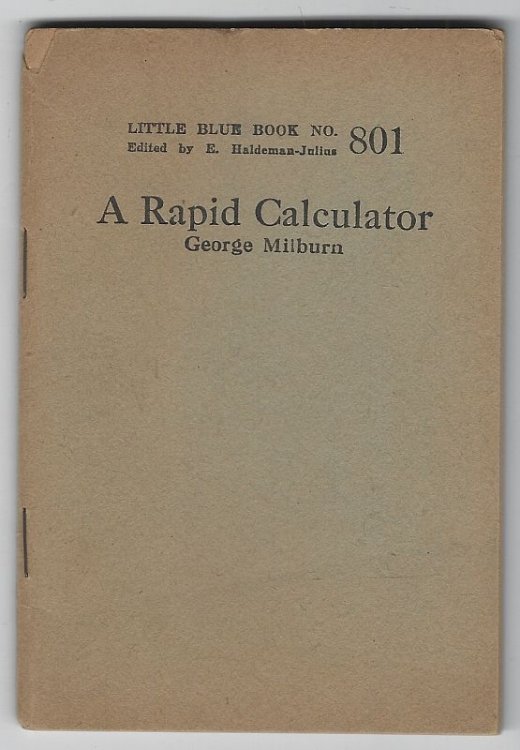 LITTLE BLUE BOOK NO. 801
Edited by E. Haldeman-Julius
A Rapid Calculator
George Milburn